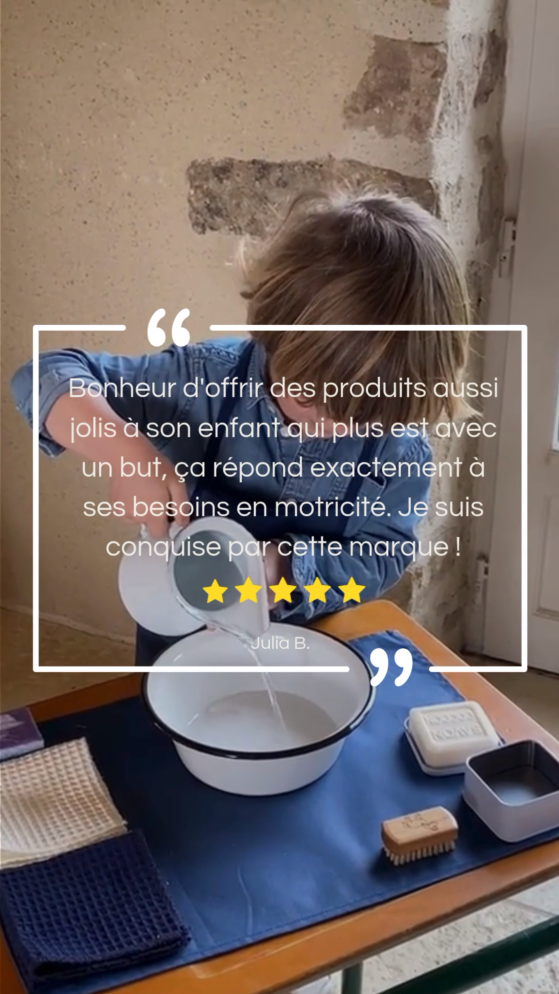 “
Bonheur d'offrir des produits aussi
jolis à son enfant qui plus est avec
un but, ça répond exactement à
ses besoins en motricité. Je suis
conquise par cette marque !
Julia B.
”
SAVON